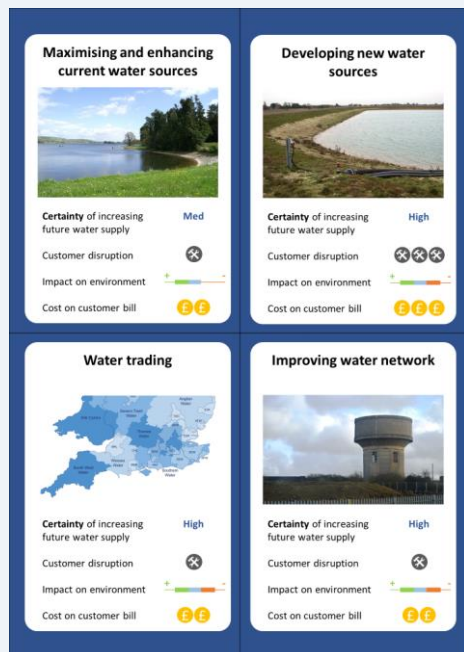 Maximising and enhancing
current water sources
Certainty of increasing
future water supply
Med
Customer disruption
Impact on environment
+
-
Cost on customer bill
£ £
Developing new water
sources
Certainty of increasing
future water supply
High
Customer disruption
Impact on environment
+
-
Cost on customer bill
£ £ £
Water trading
Certainty of increasing
future water supply
High
Customer disruption
Impact on environment
+
-
Cost on customer bill
£ £
Improving water network
Certainty of increasing
future water supply
High
Customer disruption
Impact on environment
+
-
Cost on customer bill
£ £